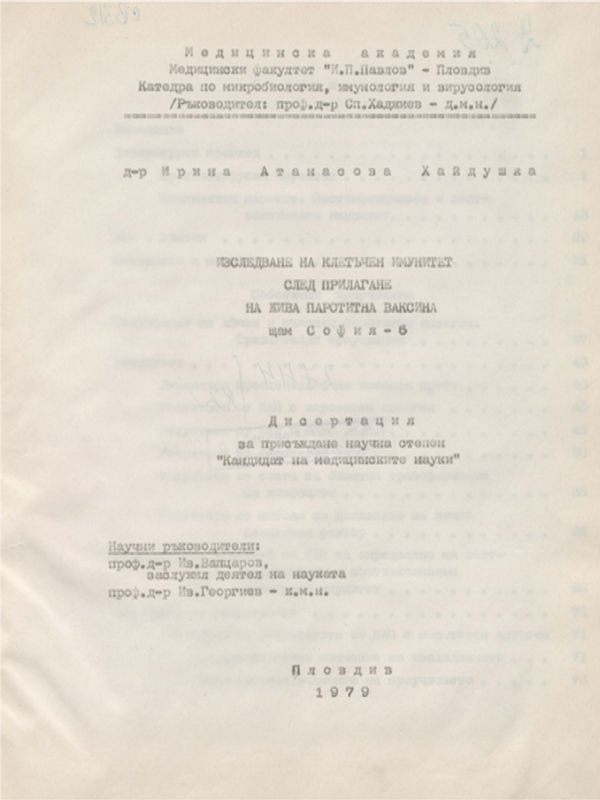 Медицинска академия
Медицински факултет "И.П.Павлов" - Пловдив
Катедра по микробиология, имунология и вирусология
/Ръководител: проф.д-р Сп.Хаджиев - д.м.н./
д-р Ирина Атанасова Хайдушка
ИЗСЛЕДВАНЕ НА КЛЕТЪЧЕН ИМУНИТЕТ
СЛЕД ПРИЛАГАНЕ
НА ЖИВА ПАРОТИТНА ВАКСИНА
щам София-6
Дисертация
за присъждане научна степен
"Кандидат на медицинските науки"
Научни ръководители:
проф.д-р Ив.Вапцаров,
заслужил деятел на науката
проф.д-р Ив.Георгиев - к.м.н.
Пловдив
1979